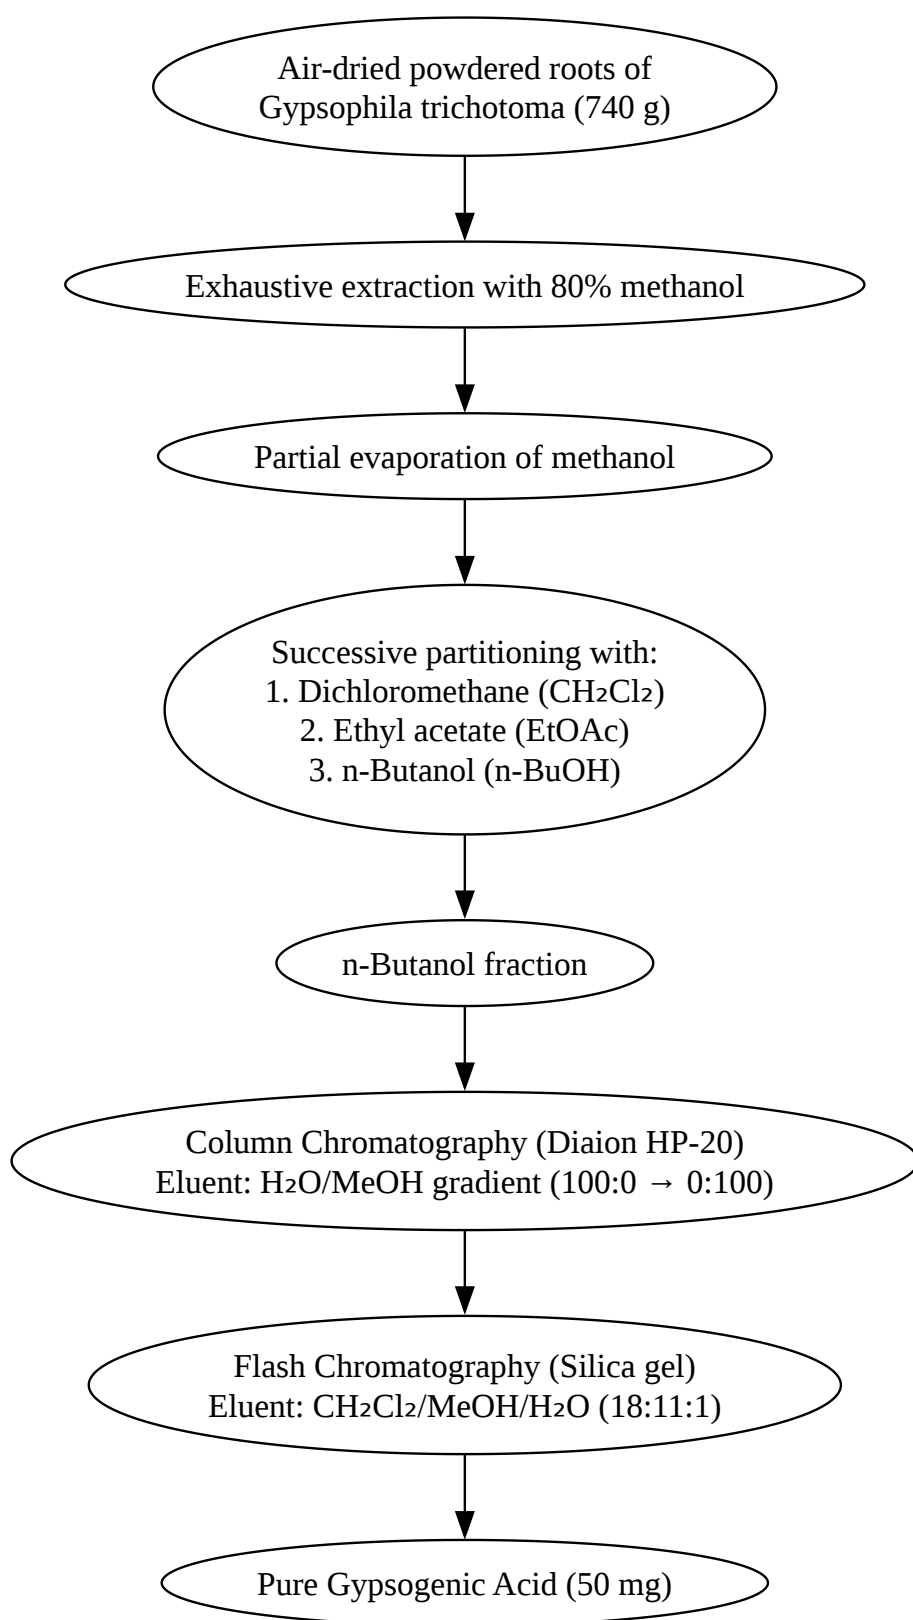 Air-dried powdered roots of
Gypsophila trichotoma (740 g)
Exhaustive extraction with 80% methanol
Partial evaporation of methanol
Successive partitioning with:
1. Dichloromethane (CH₂Cl₂)
2. Ethyl acetate (EtOAc)
3. n-Butanol (n-BuOH)
n-Butanol fraction
Column Chromatography (Diaion HP-20)
Eluent: H₂O/MeOH gradient (100:0 → 0:100)
Flash Chromatography (Silica gel)
Eluent: CH₂Cl₂/MeOH/H₂O (18:11:1)
Pure Gypsogenic Acid (50 mg)